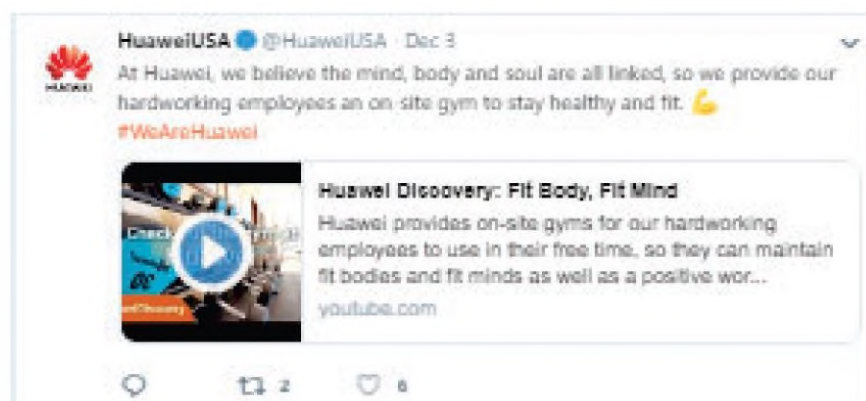 HuaweiUSA @HuaweiUSA · Dec 3
At Huawei, we believe the mind, body and soul are all linked, so we provide our
hardworking employees an on-site gym to stay healthy and fit. 💪
#WeAreHuawei
HUAWEI
Huawei Discovery: Fit Body, Fit Mind
Huawei provides on-site gyms for our hardworking
employees to use in their free time, so they can maintain
fit bodies and fit minds as well as a positive wor...
youtube.com
Check
2
6